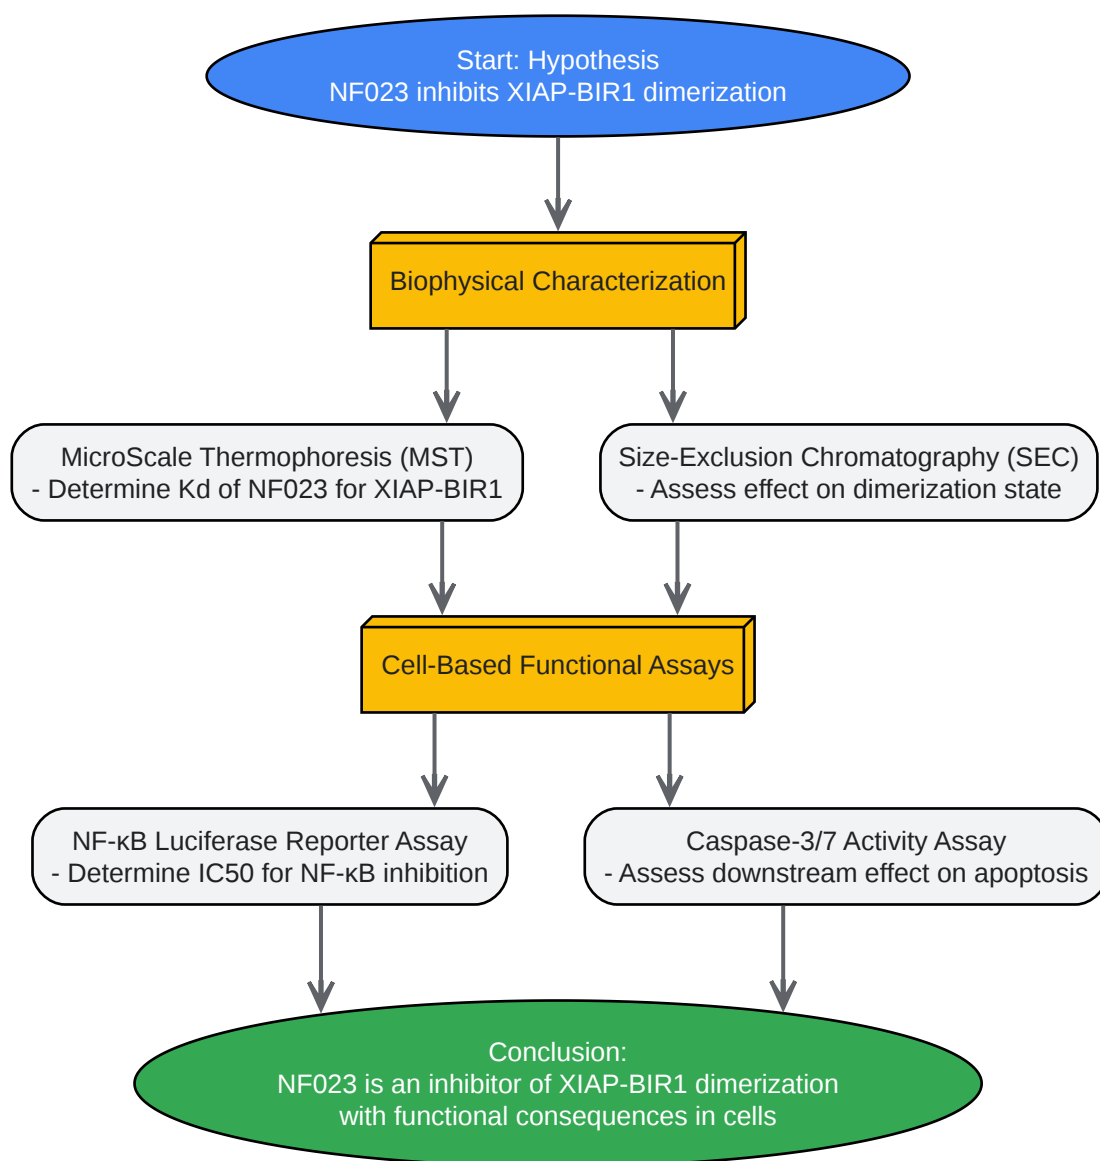 Start: Hypothesis
NF023 inhibits XIAP-BIR1 dimerization
Biophysical Characterization
MicroScale Thermophoresis (MST)
- Determine Kd of NF023 for XIAP-BIR1
Size-Exclusion Chromatography (SEC)
- Assess effect on dimerization state
Cell-Based Functional Assays
NF-κB Luciferase Reporter Assay
- Determine IC50 for NF-κB inhibition
Caspase-3/7 Activity Assay
- Assess downstream effect on apoptosis
Conclusion:
NF023 is an inhibitor of XIAP-BIR1 dimerization
with functional consequences in cells